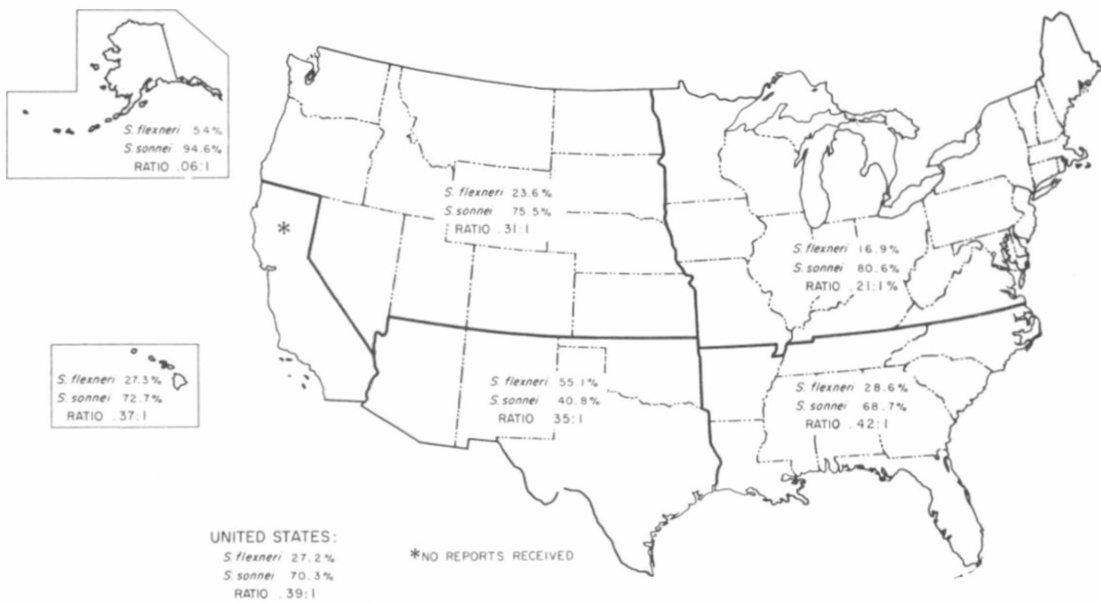 S. flexneri 5.4%
S. sonnei 94.6%
RATIO .06:1
S. flexneri 23.6%
S. sonnei 75.5%
RATIO .31:1
*
S. flexneri 16.9%
S. sonnei 80.6%
RATIO .21:1%
S. flexneri 27.3%
S. sonnei 72.7%
RATIO .37:1
S. flexneri 55.1%
S. sonnei 40.8%
RATIO 35:1
S. flexneri 28.6%
S. sonnei 68.7%
RATIO .42:1
UNITED STATES:
S. flexneri 27.2%
S. sonnei 70.3%
RATIO .39:1
*NO REPORTS RECEIVED